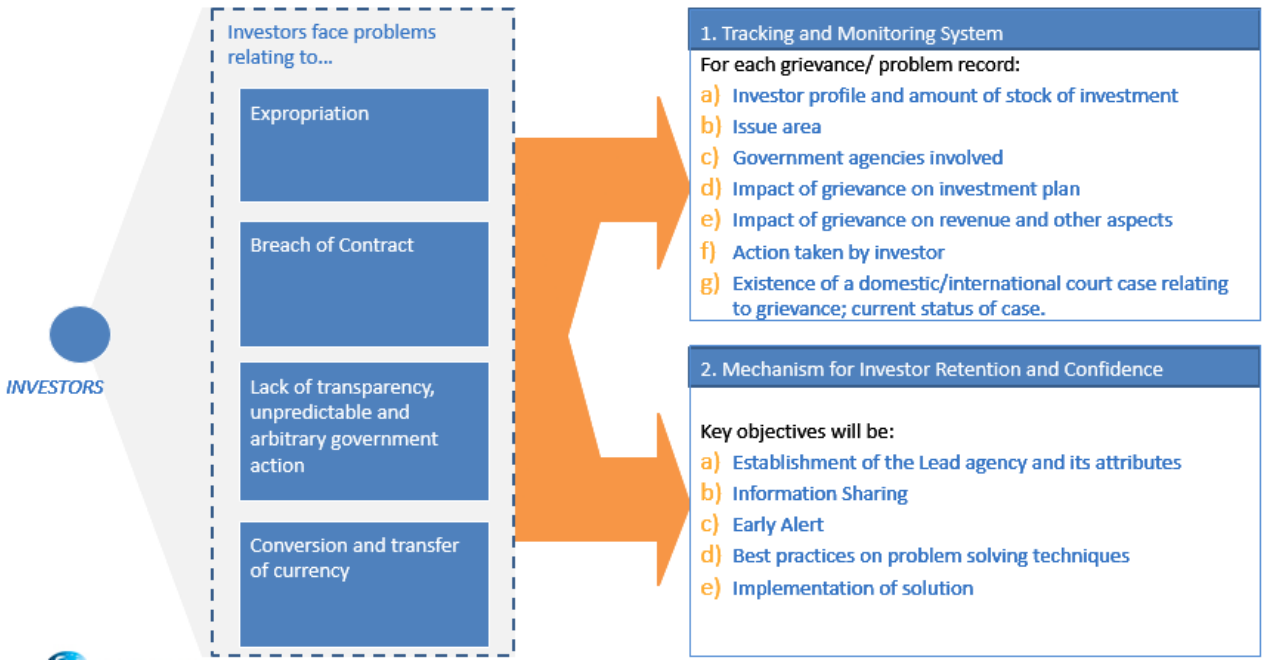 INVESTORS
Investors face problems
relating to...
Expropriation
Breach of Contract
Lack of transparency,
unpredictable and
arbitrary government
action
Conversion and transfer
of currency
1. Tracking and Monitoring System
For each grievance/ problem record:
a) Investor profile and amount of stock of investment
b) Issue area
c) Government agencies involved
d) Impact of grievance on investment plan
e) Impact of grievance on revenue and other aspects
f) Action taken by investor
g) Existence of a domestic/international court case relating
to grievance; current status of case.
2. Mechanism for Investor Retention and Confidence
Key objectives will be:
a) Establishment of the Lead agency and its attributes
b) Information Sharing
c) Early Alert
d) Best practices on problem solving techniques
e) Implementation of solution